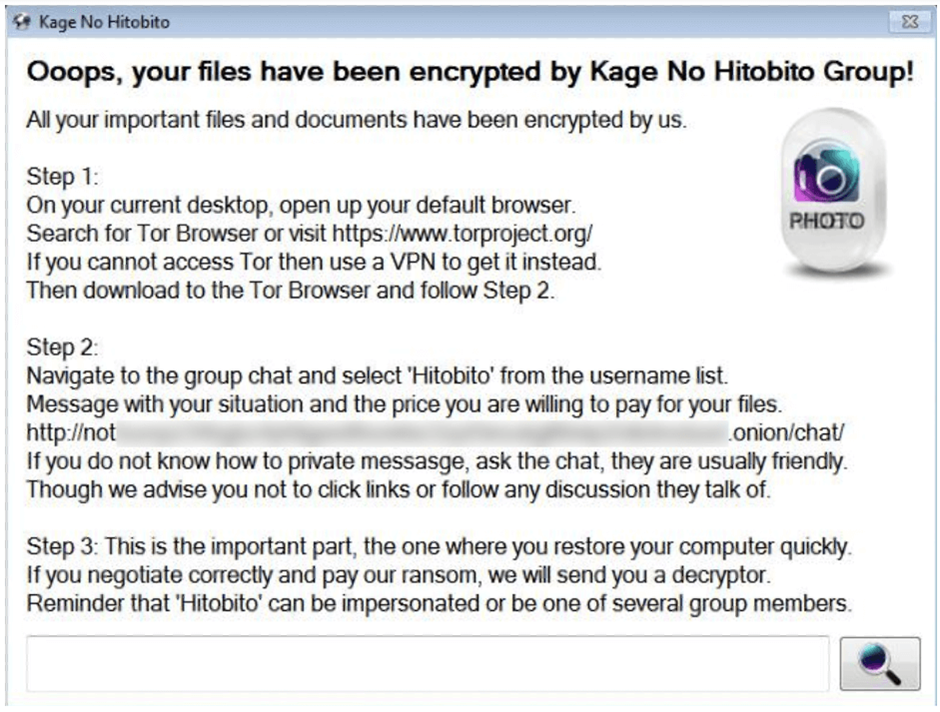 Kage No Hitobito
Ooops, your files have been encrypted by Kage No Hitobito Group!
All your important files and documents have been encrypted by us.
PHOTO
Step 1:
On your current desktop, open up your default browser.
Search for Tor Browser or visit https://www.torproject.org/
If you cannot access Tor then use a VPN to get it instead.
Then download to the Tor Browser and follow Step 2.
Step 2:
Navigate to the group chat and select 'Hitobito' from the username list.
Message with your situation and the price you are willing to pay for your files.
http://not .onion/chat/
If you do not know how to private messasge, ask the chat, they are usually friendly.
Though we advise you not to click links or follow any discussion they talk of.
Step 3: This is the important part, the one where you restore your computer quickly.
If you negotiate correctly and pay our ransom, we will send you a decryptor.
Reminder that 'Hitobito' can be impersonated or be one of several group members.